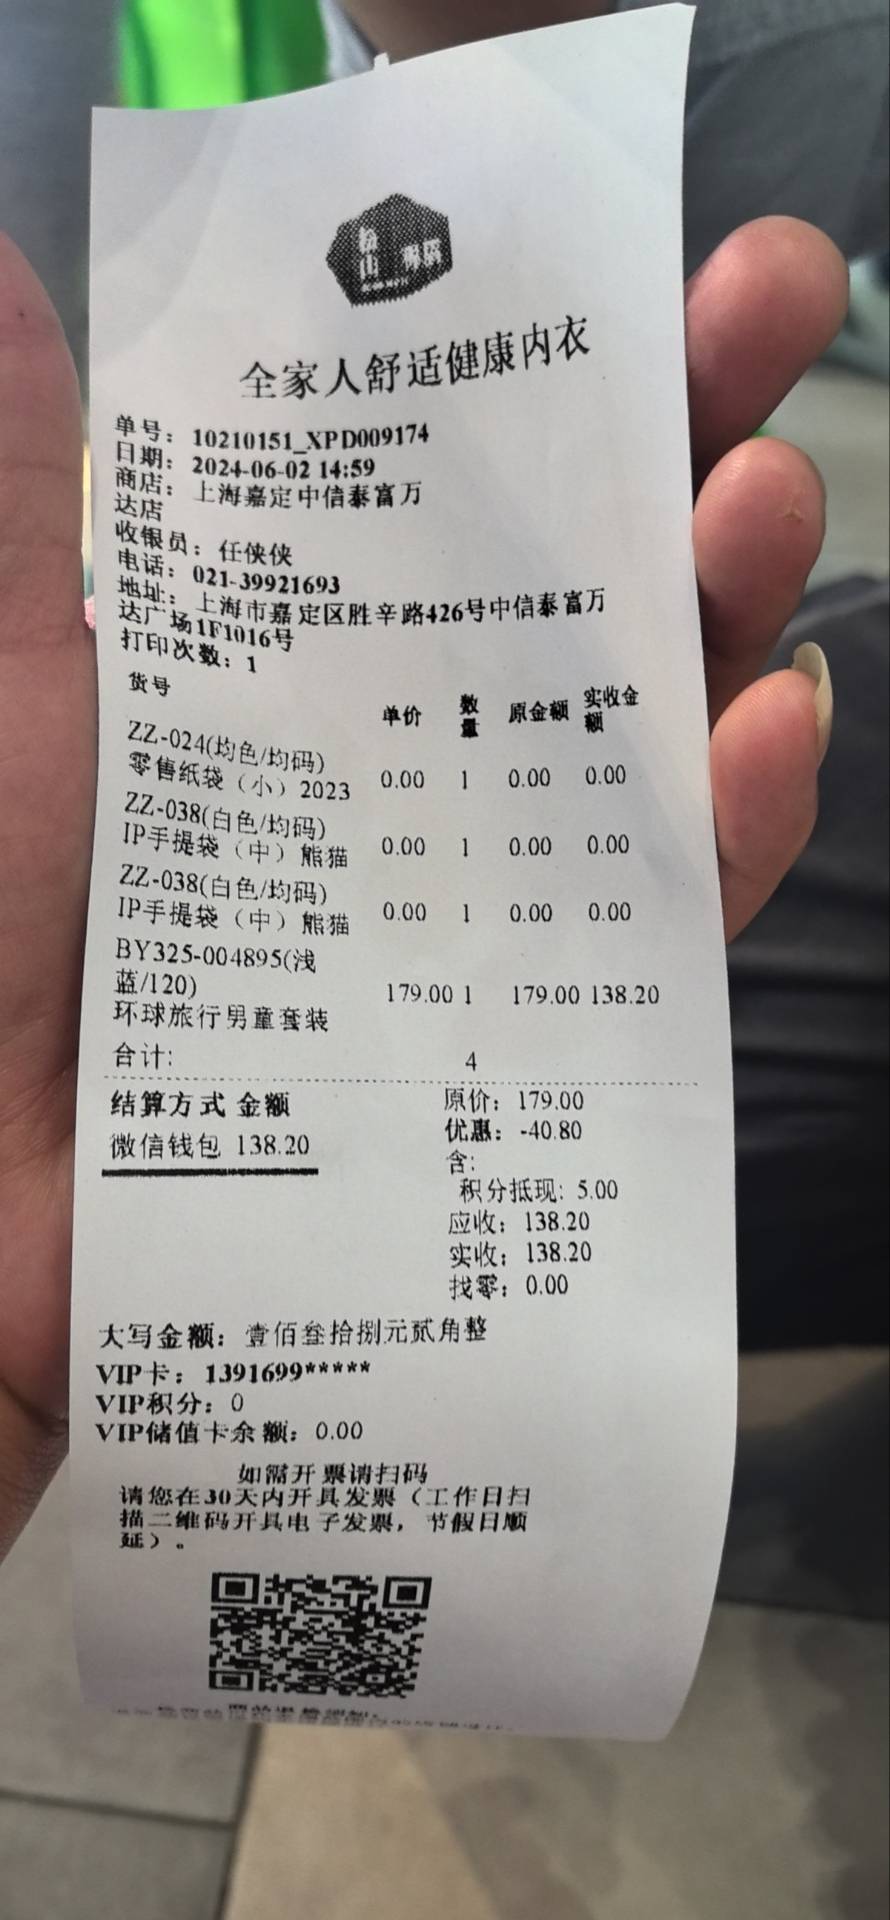 松山
棉店
全家人舒适健康内衣
单号：10210151_XPD009174
日期：2024-06-02 14:59
商店：上海嘉定中信泰富万
达店
收银员：任侠侠
电话：021-39921693
地址：上海市嘉定区胜辛路426号中信泰富万
达广场1F1016号
打印次数：1
货号 单价 数量 原金额 实收金额
ZZ-024(均色/均码)
零售纸袋（小）2023 0.00 1 0.00 0.00
ZZ-038(白色/均码)
IP手提袋（中）熊猫 0.00 1 0.00 0.00
ZZ-038(白色/均码)
IP手提袋（中）熊猫 0.00 1 0.00 0.00
BY325-004895(浅
蓝/120) 179.00 1 179.00 138.20
环球旅行男童套装
合计: 4
结算方式 金额
微信钱包 138.20
原价：179.00
优惠：-40.80
含:
积分抵现: 5.00
应收：138.20
实收：138.20
找零：0.00
大写金额：壹佰叁拾捌元贰角整
VIP卡：1391699*****
VIP积分：0
VIP储值卡余额：0.00
如需开票请扫码
请您在30天内开具发票（工作日扫
描二维码开具电子发票，节假日顺
延）。